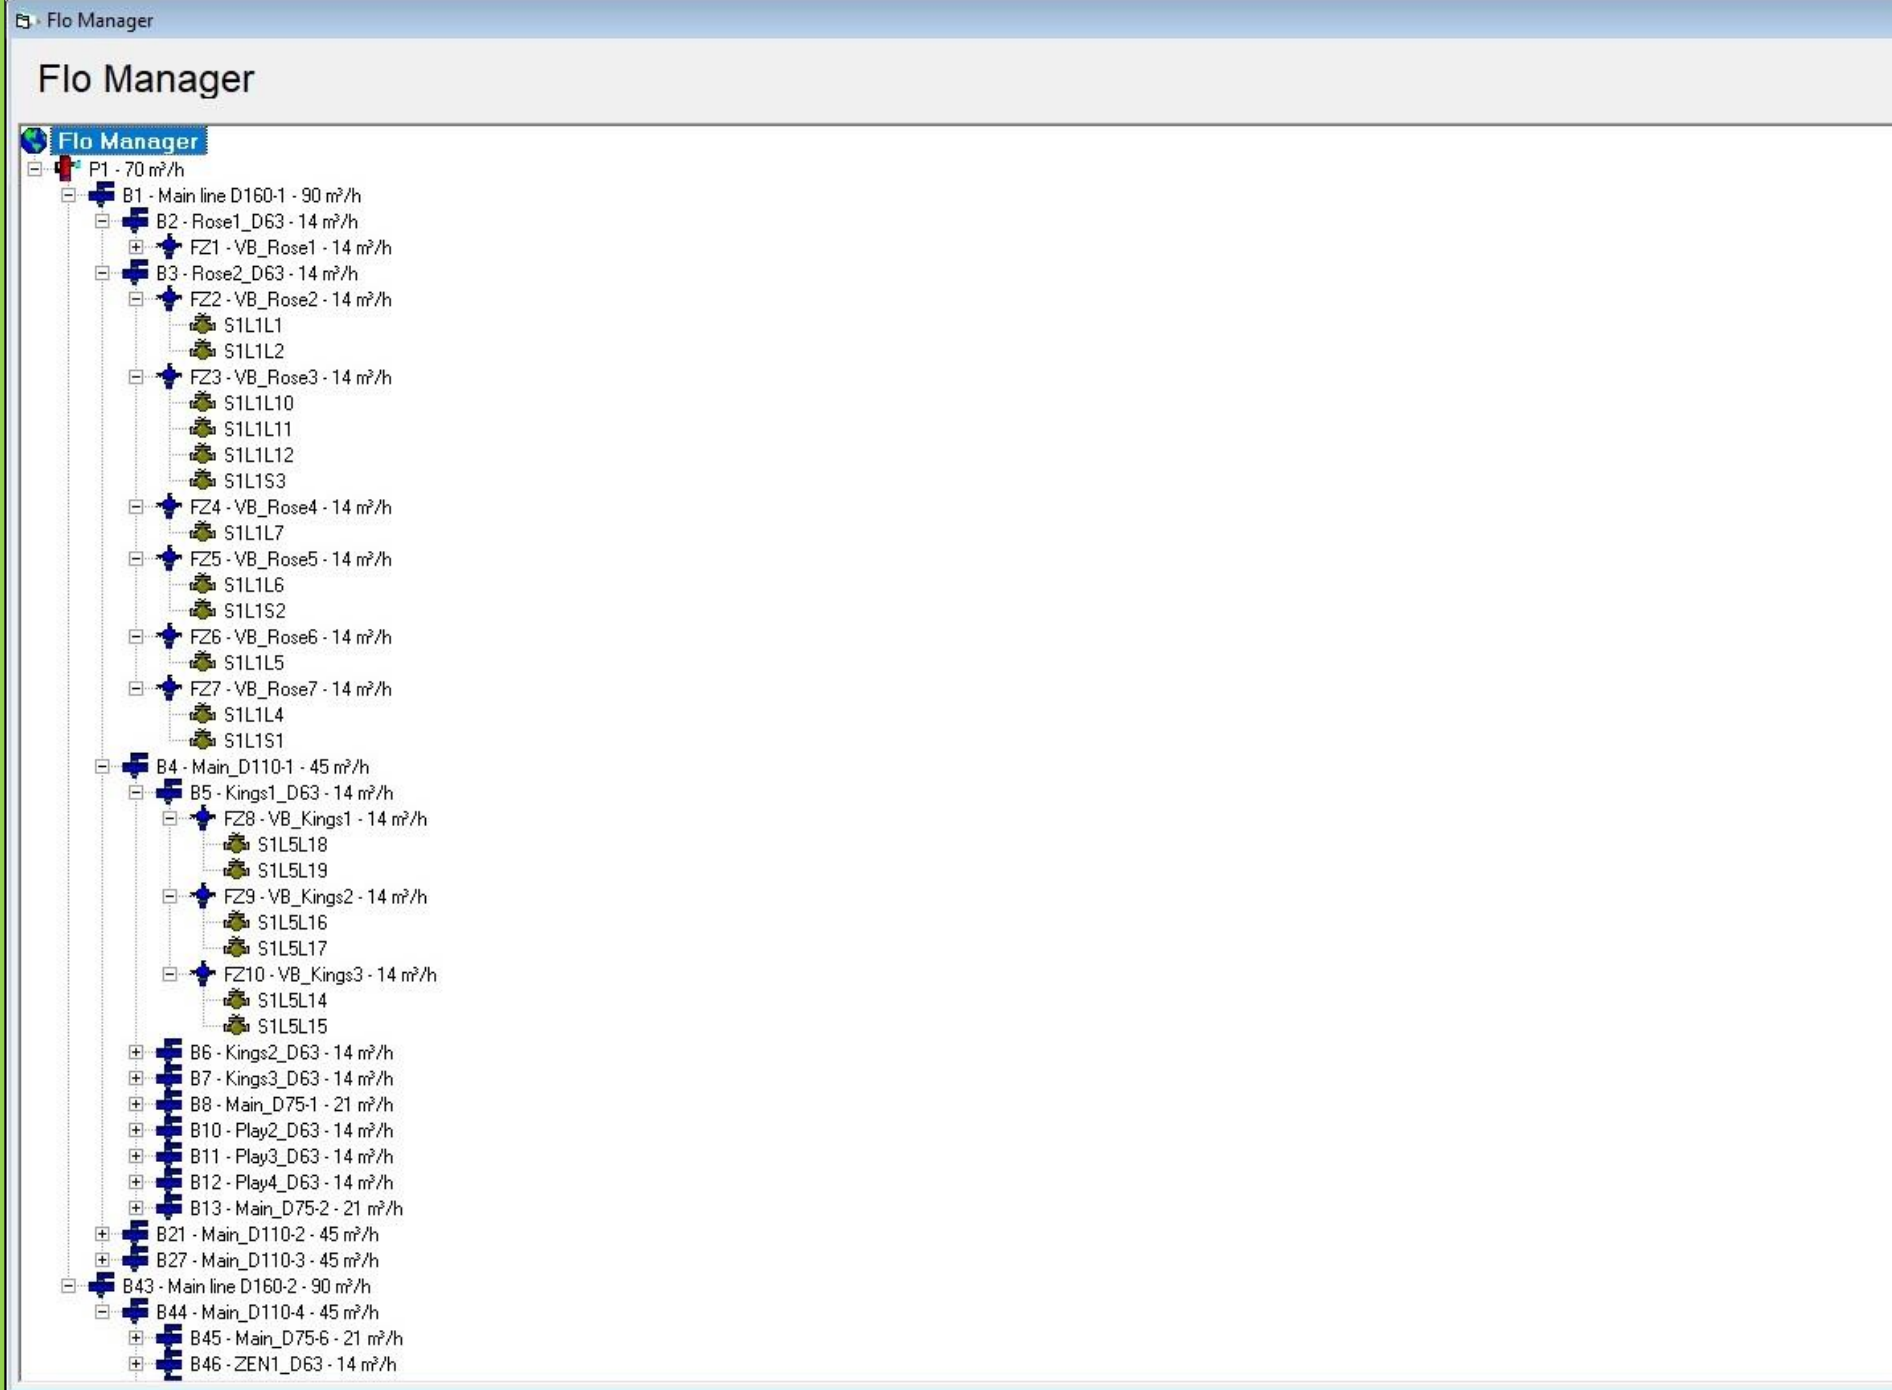 Flo Manager
Flo Manager
Flo Manager
P1 - 70 m³/h
B1 - Main line D160-1 - 90 m³/h
B2 - Rose1_D63 - 14 m³/h
FZ1 - VB_Rose1 - 14 m³/h
B3 - Rose2_D63 - 14 m³/h
FZ2 - VB_Rose2 - 14 m³/h
S1L1L1
S1L1L2
FZ3 - VB_Rose3 - 14 m³/h
S1L1L10
S1L1L11
S1L1L12
S1L1S3
FZ4 - VB_Rose4 - 14 m³/h
S1L1L7
FZ5 - VB_Rose5 - 14 m³/h
S1L1L6
S1L1S2
FZ6 - VB_Rose6 - 14 m³/h
S1L1L5
FZ7 - VB_Rose7 - 14 m³/h
S1L1L4
S1L1S1
B4 - Main_D110-1 - 45 m³/h
B5 - Kings1_D63 - 14 m³/h
FZ8 - VB_Kings1 - 14 m³/h
S1L5L18
S1L5L19
FZ9 - VB_Kings2 - 14 m³/h
S1L5L16
S1L5L17
FZ10 - VB_Kings3 - 14 m³/h
S1L5L14
S1L5L15
B6 - Kings2_D63 - 14 m³/h
B7 - Kings3_D63 - 14 m³/h
B8 - Main_D75-1 - 21 m³/h
B10 - Play2_D63 - 14 m³/h
B11 - Play3_D63 - 14 m³/h
B12 - Play4_D63 - 14 m³/h
B13 - Main_D75-2 - 21 m³/h
B21 - Main_D110-2 - 45 m³/h
B27 - Main_D110-3 - 45 m³/h
B43 - Main line D160-2 - 90 m³/h
B44 - Main_D110-4 - 45 m³/h
B45 - Main_D75-6 - 21 m³/h
B46 - ZEN1_D63 - 14 m³/h